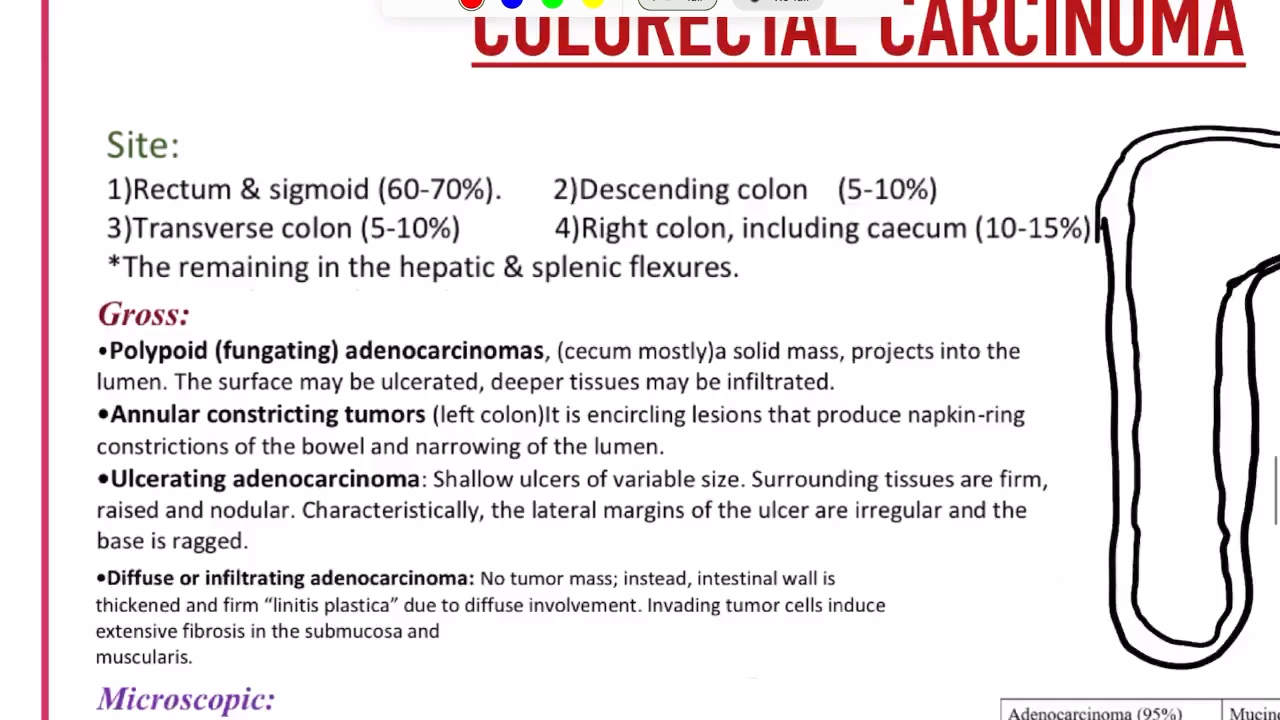 COLORECTAL CARCINOMA
Site:
1)Rectum & sigmoid (60-70%). 2)Descending colon (5-10%)
3)Transverse colon (5-10%) 4)Right colon, including caecum (10-15%)
*The remaining in the hepatic & splenic flexures.
Gross:
•Polypoid (fungating) adenocarcinomas, (cecum mostly)a solid mass, projects into the
lumen. The surface may be ulcerated, deeper tissues may be infiltrated.
•Annular constricting tumors (left colon)It is encircling lesions that produce napkin-ring
constrictions of the bowel and narrowing of the lumen.
•Ulcerating adenocarcinoma: Shallow ulcers of variable size. Surrounding tissues are firm,
raised and nodular. Characteristically, the lateral margins of the ulcer are irregular and the
base is ragged.
•Diffuse or infiltrating adenocarcinoma: No tumor mass; instead, intestinal wall is
thickened and firm “linitis plastica” due to diffuse involvement. Invading tumor cells induce
extensive fibrosis in the submucosa and
muscularis.
Microscopic:
Adenocarcinoma (95%)